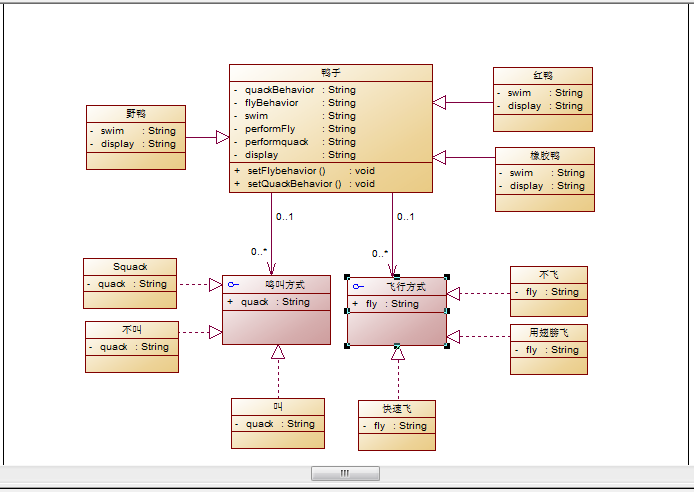 鸭子
- quackBehavior : String
- flyBehavior : String
- swim : String
- performFly : String
- performquack : String
- display : String
+ setFlybehavior () : void
+ setQuackBehavior () : void
野鸭
- swim : String
- display : String
红鸭
- swim : String
- display : String
橡胶鸭
- swim : String
- display : String
0..1
0..1
0..*
0..*
Squack
- quack : String
不叫
- quack : String
鸣叫方式
+ quack : String
飞行方式
+ fly : String
不飞
- fly : String
用翅膀飞
- fly : String
叫
- quack : String
快速飞
- fly : String